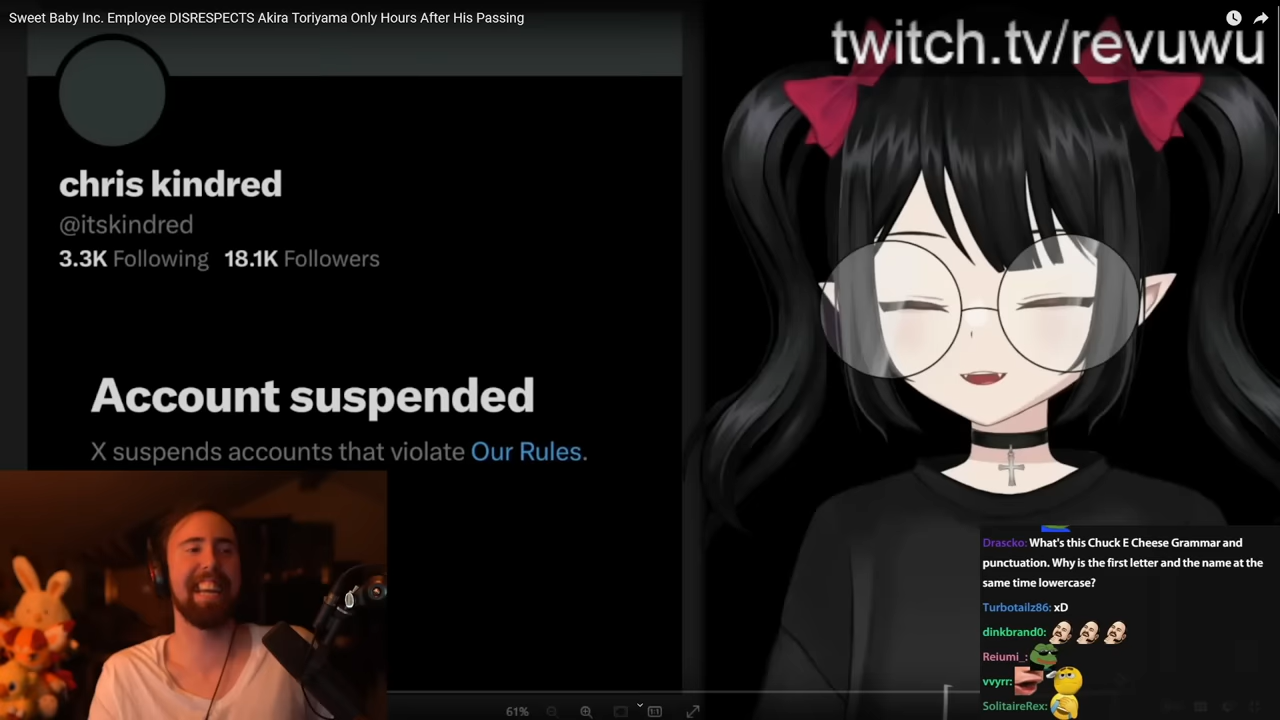 Sweet Baby Inc. Employee DISRESPECTS Akira Toriyama Only Hours After His Passing
twitch.tv/revuwu
chris kindred
@itskindred
3.3K Following 18.1K Followers
Account suspended
X suspends accounts that violate Our Rules.
Drascko: What's this Chuck E Cheese Grammar and
punctuation. Why is the first letter and the name at the
same time lowercase?
Turbotailz86: xD
dinkbrand0:
Reiumi_:
vvyrr:
SolitaireRex:
61%
1:1